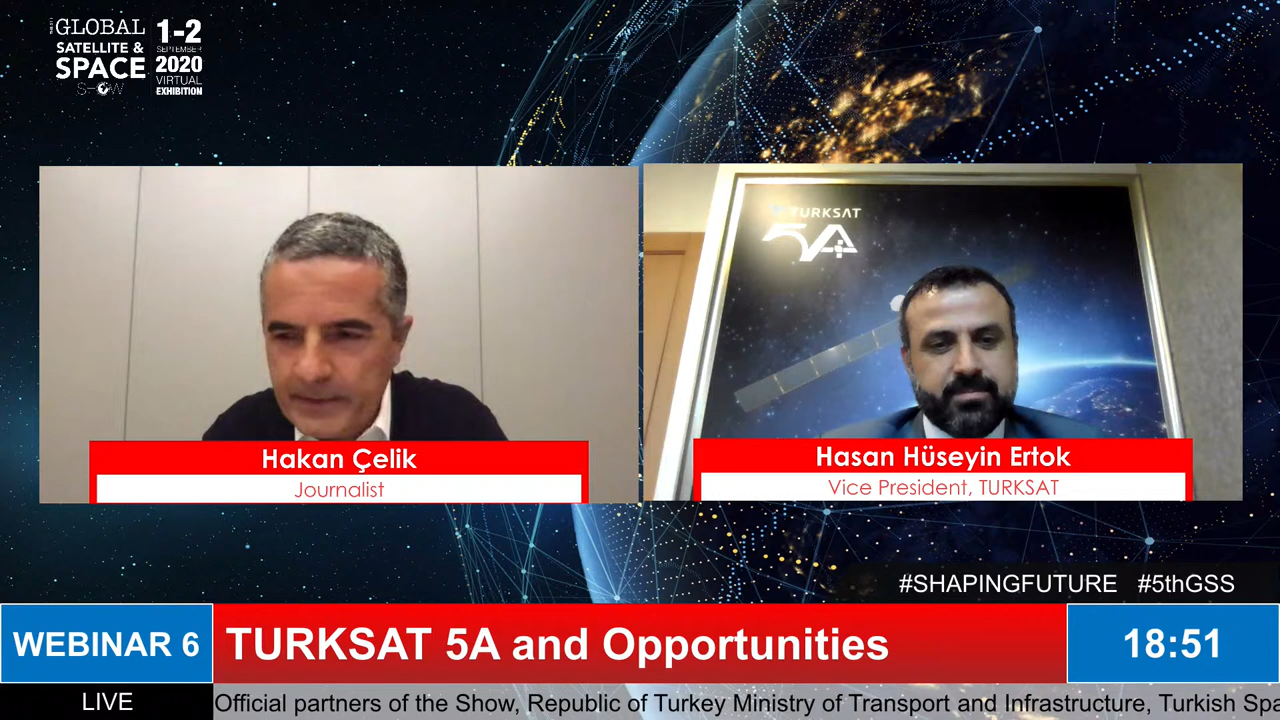 GLOBAL
SATELLITE &
SPACE
SHOW
1-2
SEPTEMBER
2020
VIRTUAL
EXHIBITION
TURKSAT
5A
Hakan Çelik
Journalist
Hasan Hüseyin Ertok
Vice President, TURKSAT
#SHAPINGFUTURE #5thGSS
WEBINAR 6
TURKSAT 5A and Opportunities
18:51
LIVE
Official partners of the Show, Republic of Turkey Ministry of Transport and Infrastructure, Turkish Spa